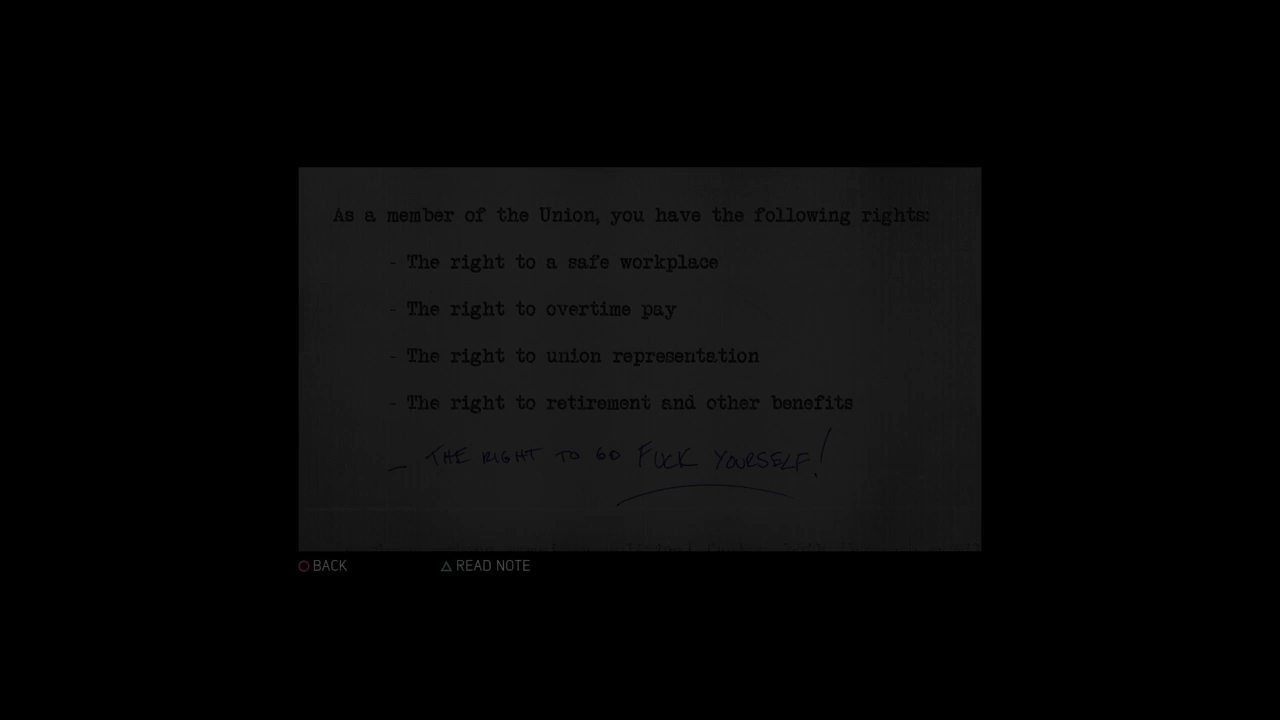 As a member of the Union, you have the following rights:
- The right to a safe workplace
- The right to overtime pay
- The right to union representation
- The right to retirement and other benefits
- THE RIGHT TO GO FUCK YOURSELF!
BACK
READ NOTE